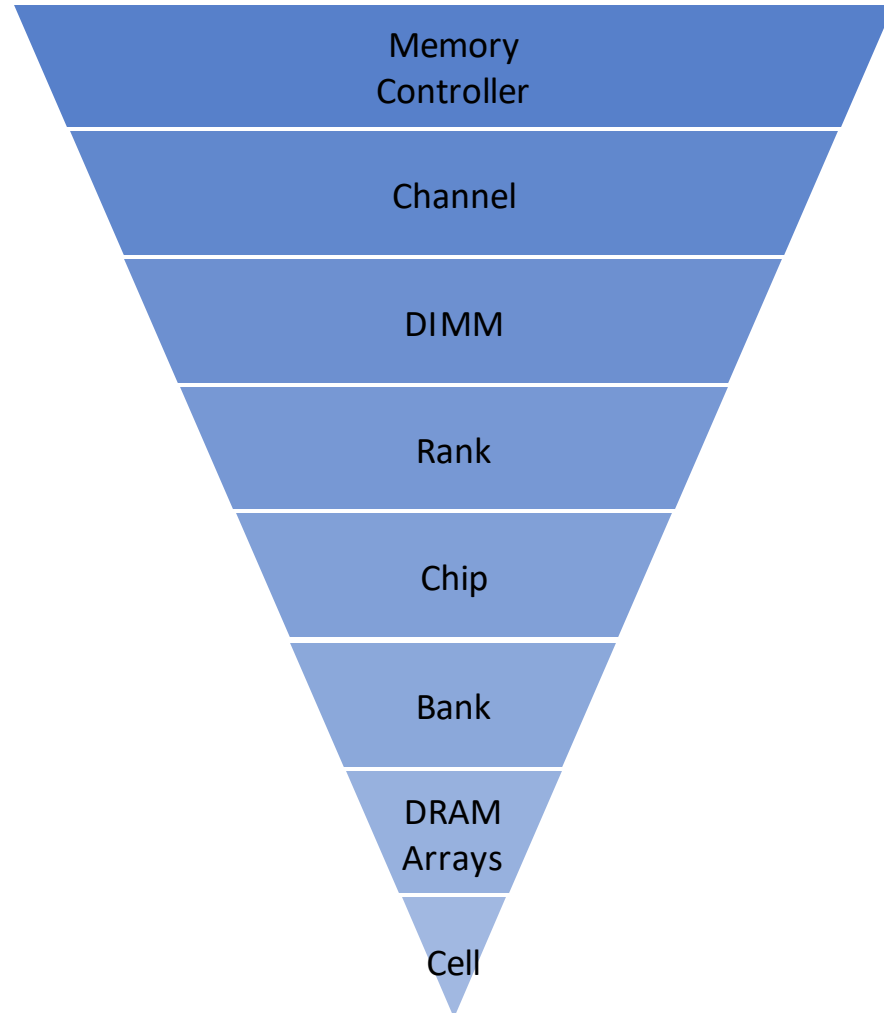 Memory
Controller
Channel
DIMM
Rank
Chip
Bank
DRAM
Arrays
Cell